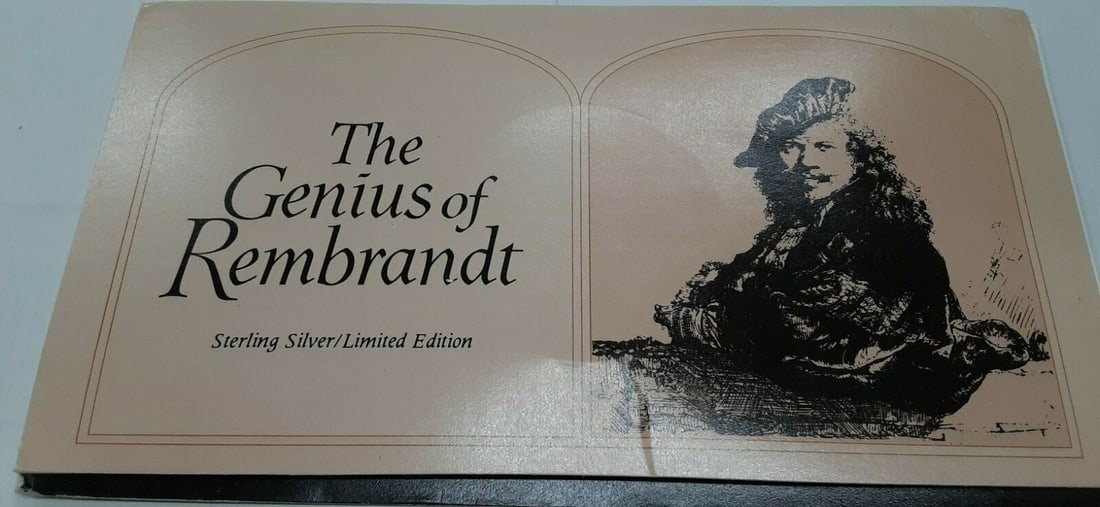 The
Genius of
Rembrandt
Sterling Silver/Limited Edition